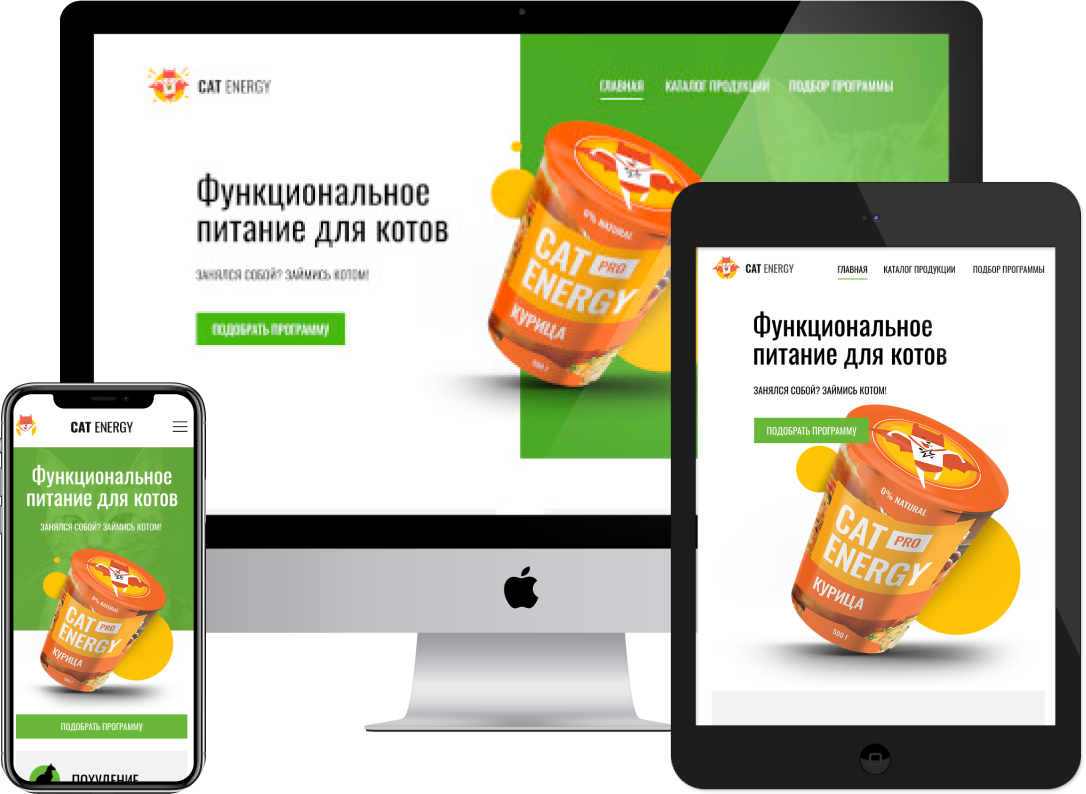 CAT ENERGY
ГЛАВНАЯ КАТАЛОГ ПРОДУКЦИИ ПОДБОР ПРОГРАММЫ
Функциональное
питание для котов
ЗАНЯЛСЯ СОБОЙ? ЗАЙМИСЬ КОТОМ!
ПОДОБРАТЬ ПРОГРАММУ
0% NATURAL
CAT PRO
ENERGY
КУРИЦА
500 Г
CAT ENERGY
ГЛАВНАЯ КАТАЛОГ ПРОДУКЦИИ ПОДБОР ПРОГРАММЫ
Функциональное
питание для котов
ЗАНЯЛСЯ СОБОЙ? ЗАЙМИСЬ КОТОМ!
ПОДОБРАТЬ ПРОГРАММУ
0% NATURAL
CAT PRO
ENERGY
КУРИЦА
500 Г
CAT ENERGY
Функциональное
питание для котов
ЗАНЯЛСЯ СОБОЙ? ЗАЙМИСЬ КОТОМ!
0% NATURAL
CAT PRO
ENERGY
КУРИЦА
500 Г
ПОДОБРАТЬ ПРОГРАММУ
ПОХУДЕНИЕ